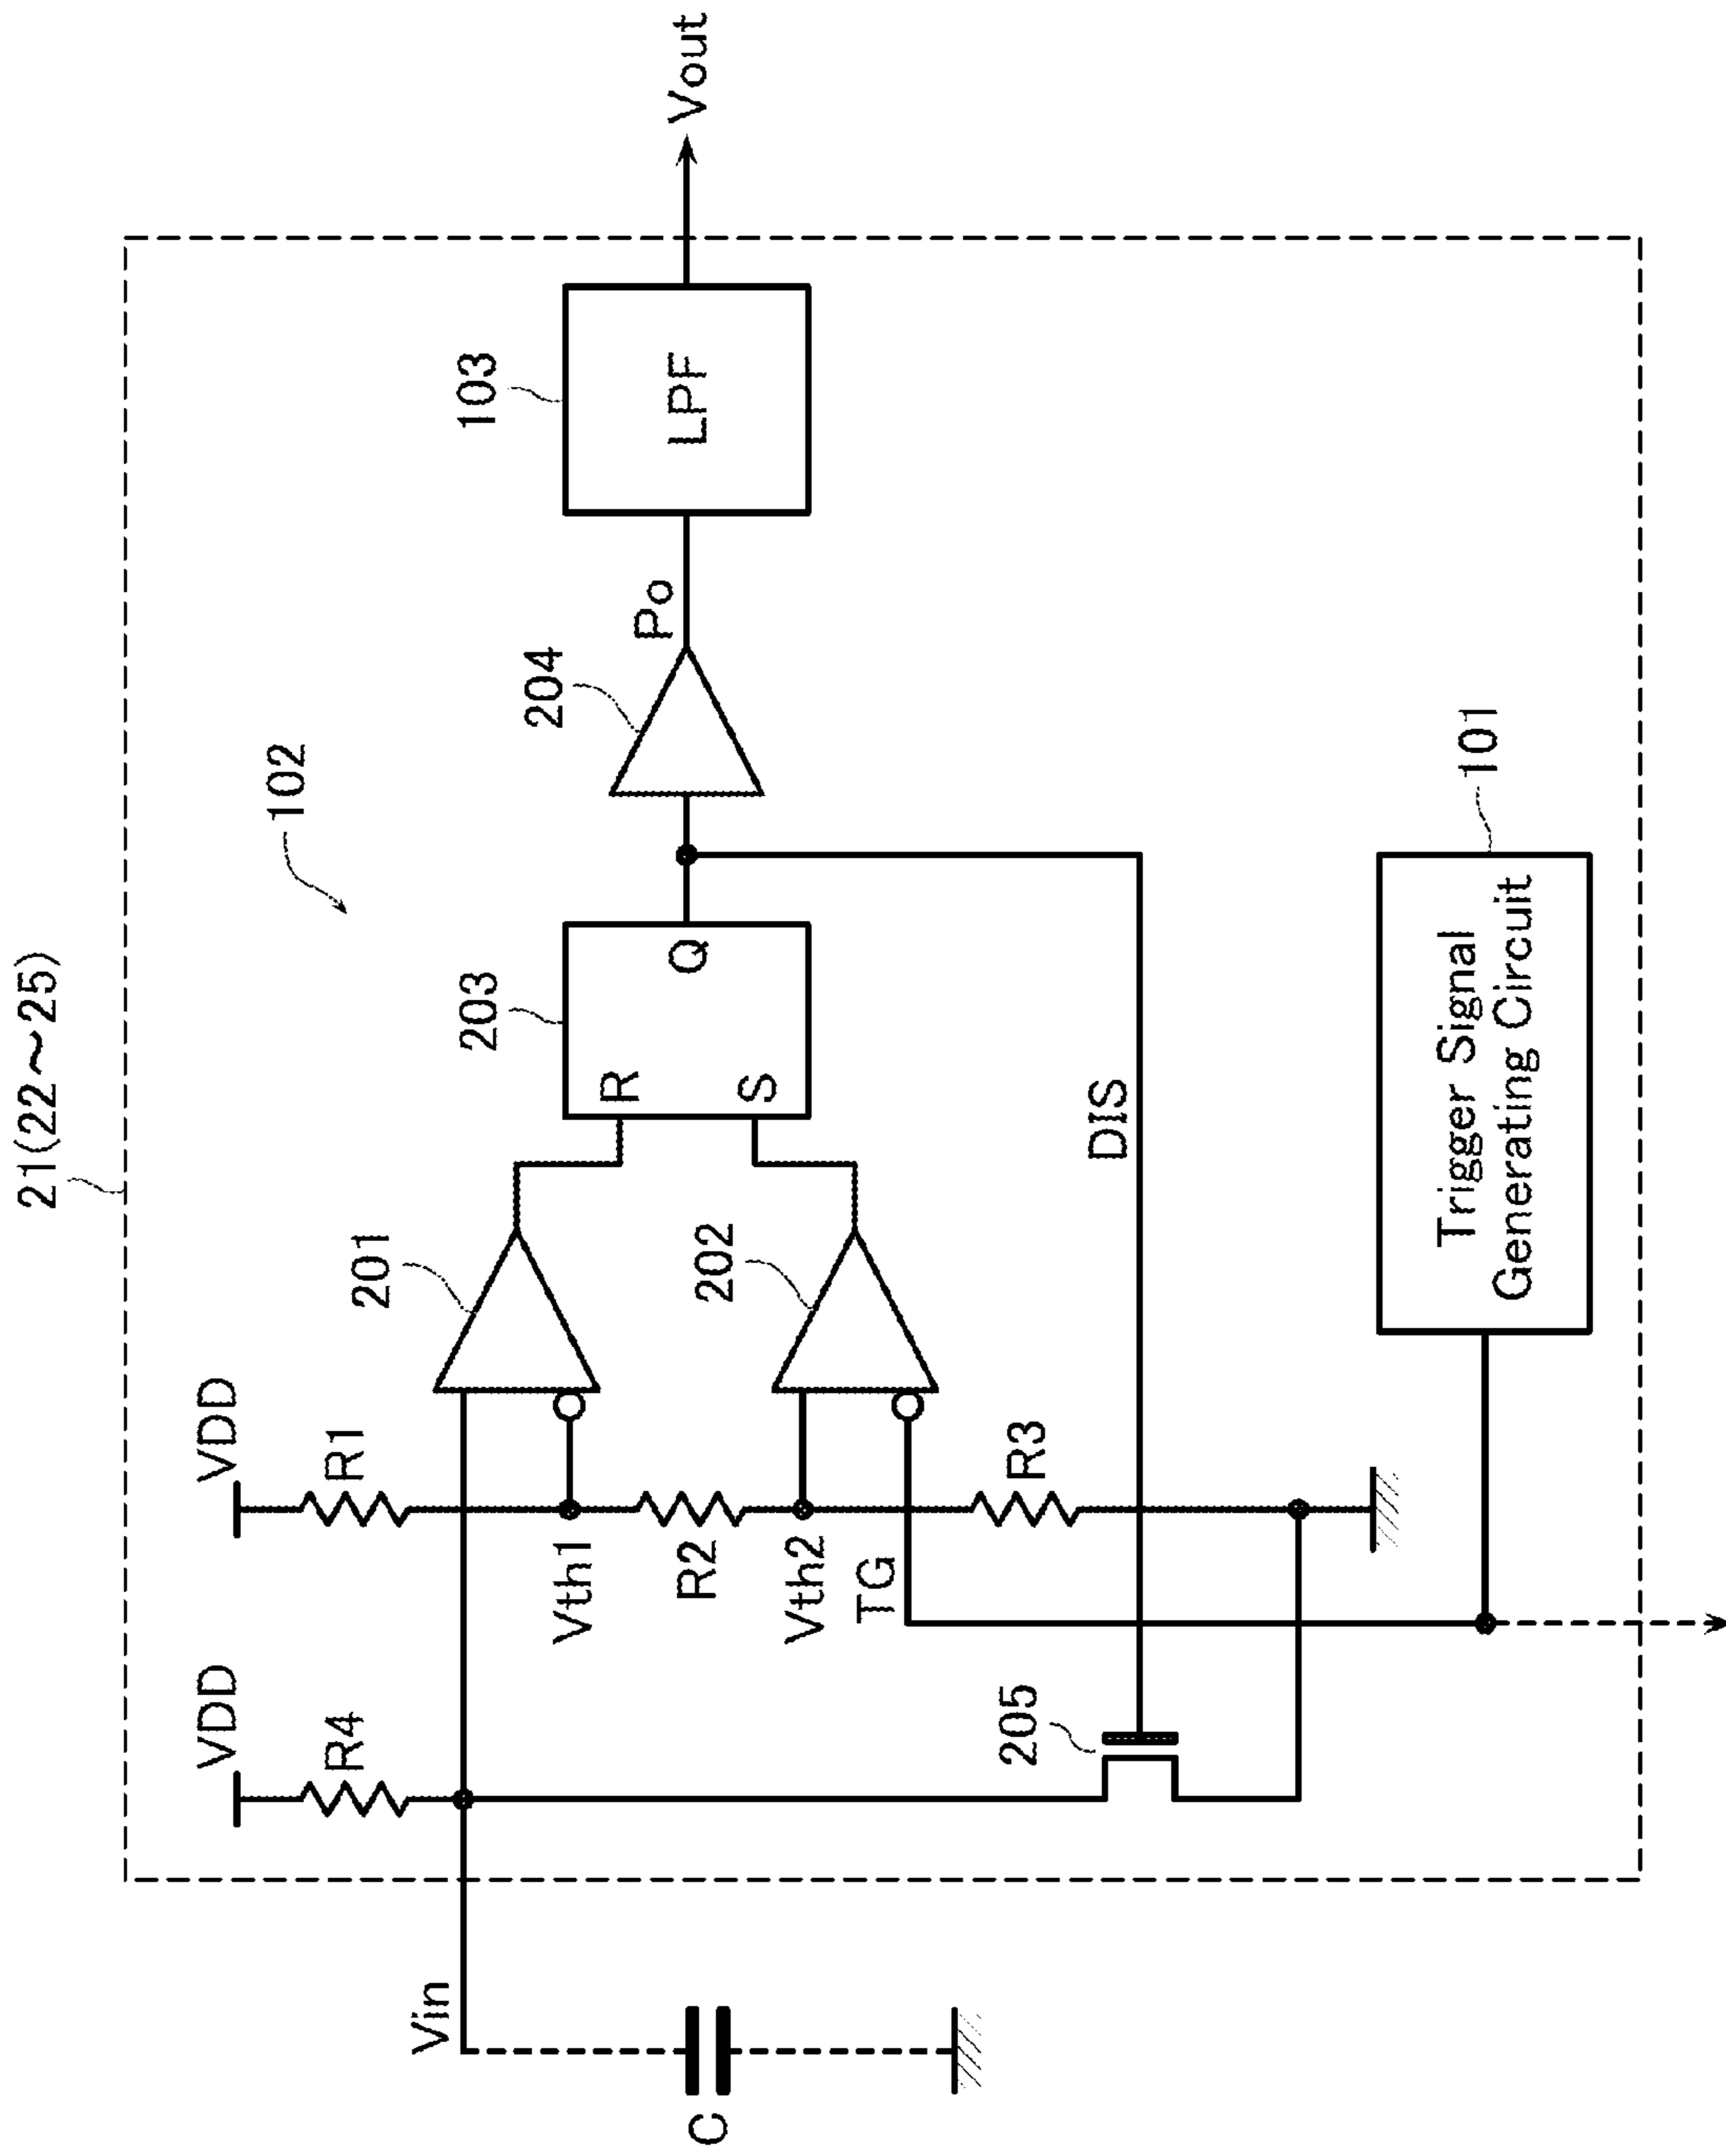 21(22～25)
102
VDD
VDD
R4
R1
201
203
204
103
Vin
Vth1
R
Q
Po
LPF
Vout
C
R2
202
S
Vth2
TG
205
R3
DIS
Trigger Signal
Generating Circuit
101